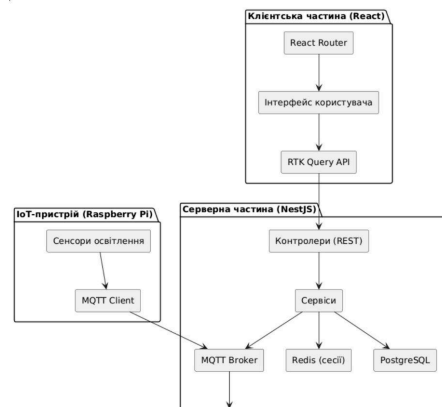 Клієнтська частина (React)
React Router
Інтерфейс користувача
RTK Query API
IoT-пристрій (Raspberry Pi)
Сенсори освітлення
MQTT Client
Серверна частина (NestJS)
Контролери (REST)
Сервіси
MQTT Broker
Redis (сесії)
PostgreSQL